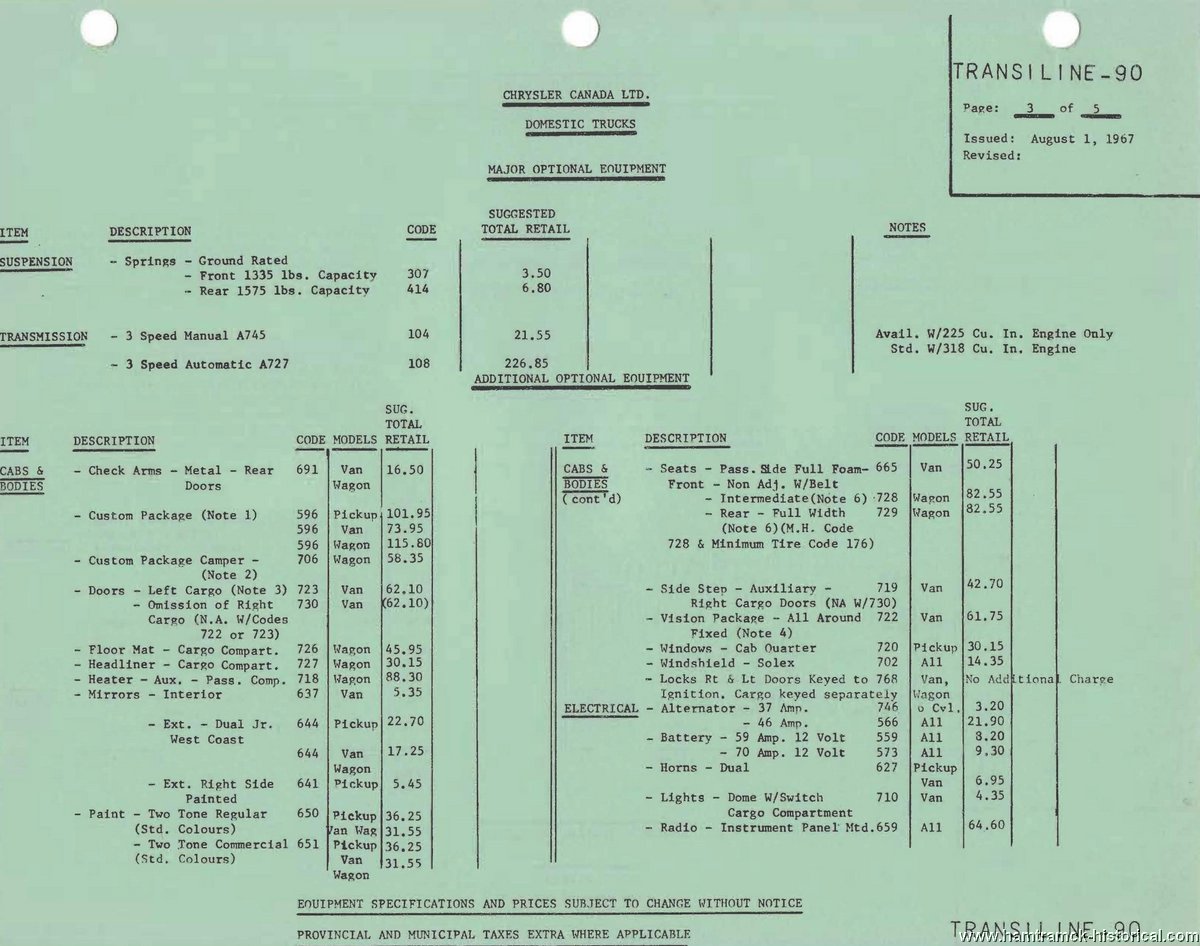 TRANSILINE-90
Page: 3 of 5
Issued: August 1, 1967
Revised:
CHRYSLER CANADA LTD.
DOMESTIC TRUCKS
MAJOR OPTIONAL EQUIPMENT
SUGGESTED
ITEM DESCRIPTION CODE TOTAL RETAIL NOTES
SUSPENSION - Springs - Ground Rated
- Front 1335 lbs. Capacity 307 3.50
- Rear 1575 lbs. Capacity 414 6.80
TRANSMISSION - 3 Speed Manual A745 104 21.55 Avail. W/225 Cu. In. Engine Only
Std. W/318 Cu. In. Engine
- 3 Speed Automatic A727 108 226.85
ADDITIONAL OPTIONAL EQUIPMENT
SUG.
TOTAL
ITEM DESCRIPTION CODE MODELS RETAIL
CABS & - Check Arms - Metal - Rear 691 Van 16.50
BODIES Doors Wagon
- Custom Package (Note 1) 596 Pickup 101.95
596 Van 73.95
596 Wagon 115.80
- Custom Package Camper - 706 Wagon 58.35
(Note 2)
- Doors - Left Cargo (Note 3) 723 Van 62.10
- Omission of Right 730 Van (62.10)
Cargo (N.A. W/Codes
722 or 723)
- Floor Mat - Cargo Compart. 726 Wagon 45.95
- Headliner - Cargo Compart. 727 Wagon 30.15
- Heater - Aux. - Pass. Comp. 718 Wagon 88.30
- Mirrors - Interior 637 Van 5.35
- Ext. - Dual Jr. 644 Pickup 22.70
West Coast
644 Van 17.25
Wagon
- Ext. Right Side 641 Pickup 5.45
Painted
- Paint - Two Tone Regular 650 Pickup 36.25
(Std. Colours) Van Wag 31.55
- Two Tone Commercial 651 Pickup 36.25
(Std. Colours) Van 31.55
Wagon
SUG.
TOTAL
ITEM DESCRIPTION CODE MODELS RETAIL
CABS & - Seats - Pass. Side Full Foam- 665 Van 50.25
BODIES Front - Non Adj. W/Belt
(cont'd) - Intermediate(Note 6) 728 Wagon 82.55
- Rear - Full Width 729 Wagon 82.55
(Note 6)(M.H. Code
728 & Minimum Tire Code 176)
- Side Step - Auxiliary - 719 Van 42.70
Right Cargo Doors (NA W/730)
- Vision Package - All Around 722 Van 61.75
Fixed (Note 4)
- Windows - Cab Quarter 720 Pickup 30.15
- Windshield - Solex 702 All 14.35
- Locks Rt & Lt Doors Keyed to 768 Van, No Additional Charge
Ignition. Cargo keyed separately Wagon
ELECTRICAL - Alternator - 37 Amp. 746 6 Cyl. 3.20
- 46 Amp. 566 All 21.90
- Battery - 59 Amp. 12 Volt 559 All 8.20
- 70 Amp. 12 Volt 573 All 9.30
- Horns - Dual 627 Pickup
Van 6.95
- Lights - Dome W/Switch 710 Van 4.35
Cargo Compartment
- Radio - Instrument Panel Mtd. 659 All 64.60
EQUIPMENT SPECIFICATIONS AND PRICES SUBJECT TO CHANGE WITHOUT NOTICE
PROVINCIAL AND MUNICIPAL TAXES EXTRA WHERE APPLICABLE
TRANSILINE-90
www.hamtramck-historical.com